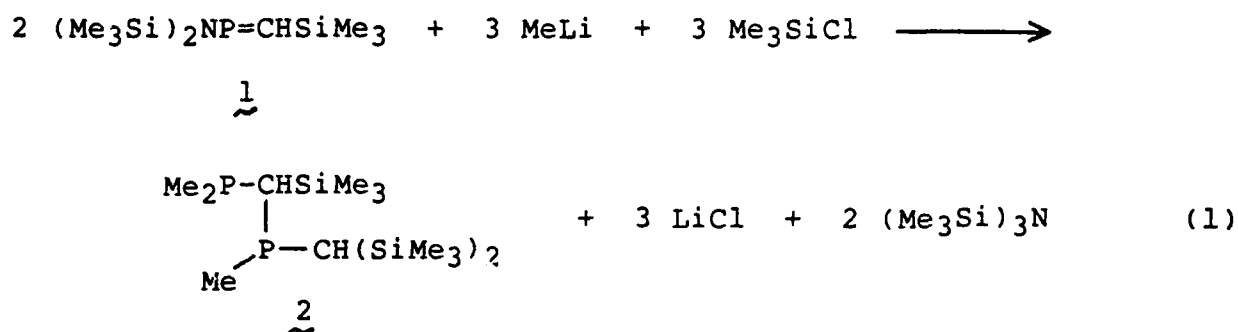 2 (Me3Si)2NP=CHSiMe3 + 3 MeLi + 3 Me3SiCl ⟶
1
Me2P-CHSiMe3
P—CH(SiMe3)2 + 3 LiCl + 2 (Me3Si)3N (1)
Me
2